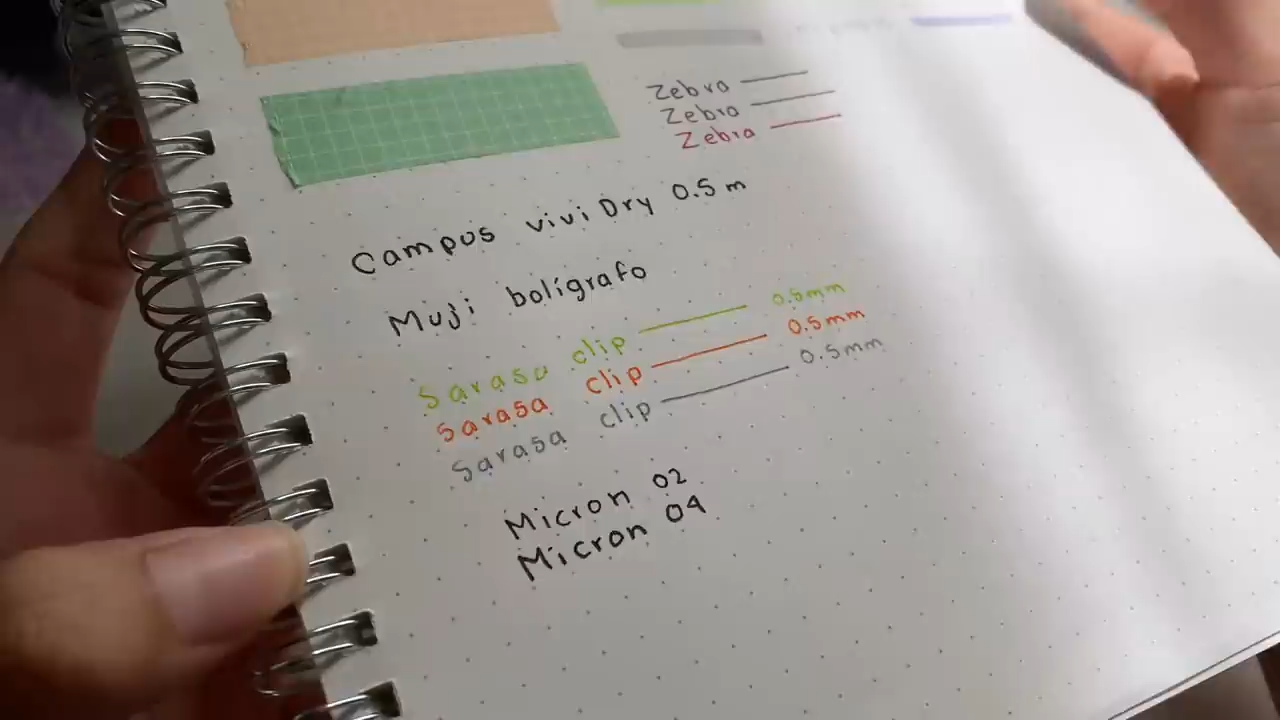 Zebra
Zebra
Zebra
Campus viviDry 0.5 m
Muji bolígrafo
Sarasa clip 0.5mm
Sarasa clip 0.5mm
Sarasa clip 0.5mm
Micron 02
Micron 04